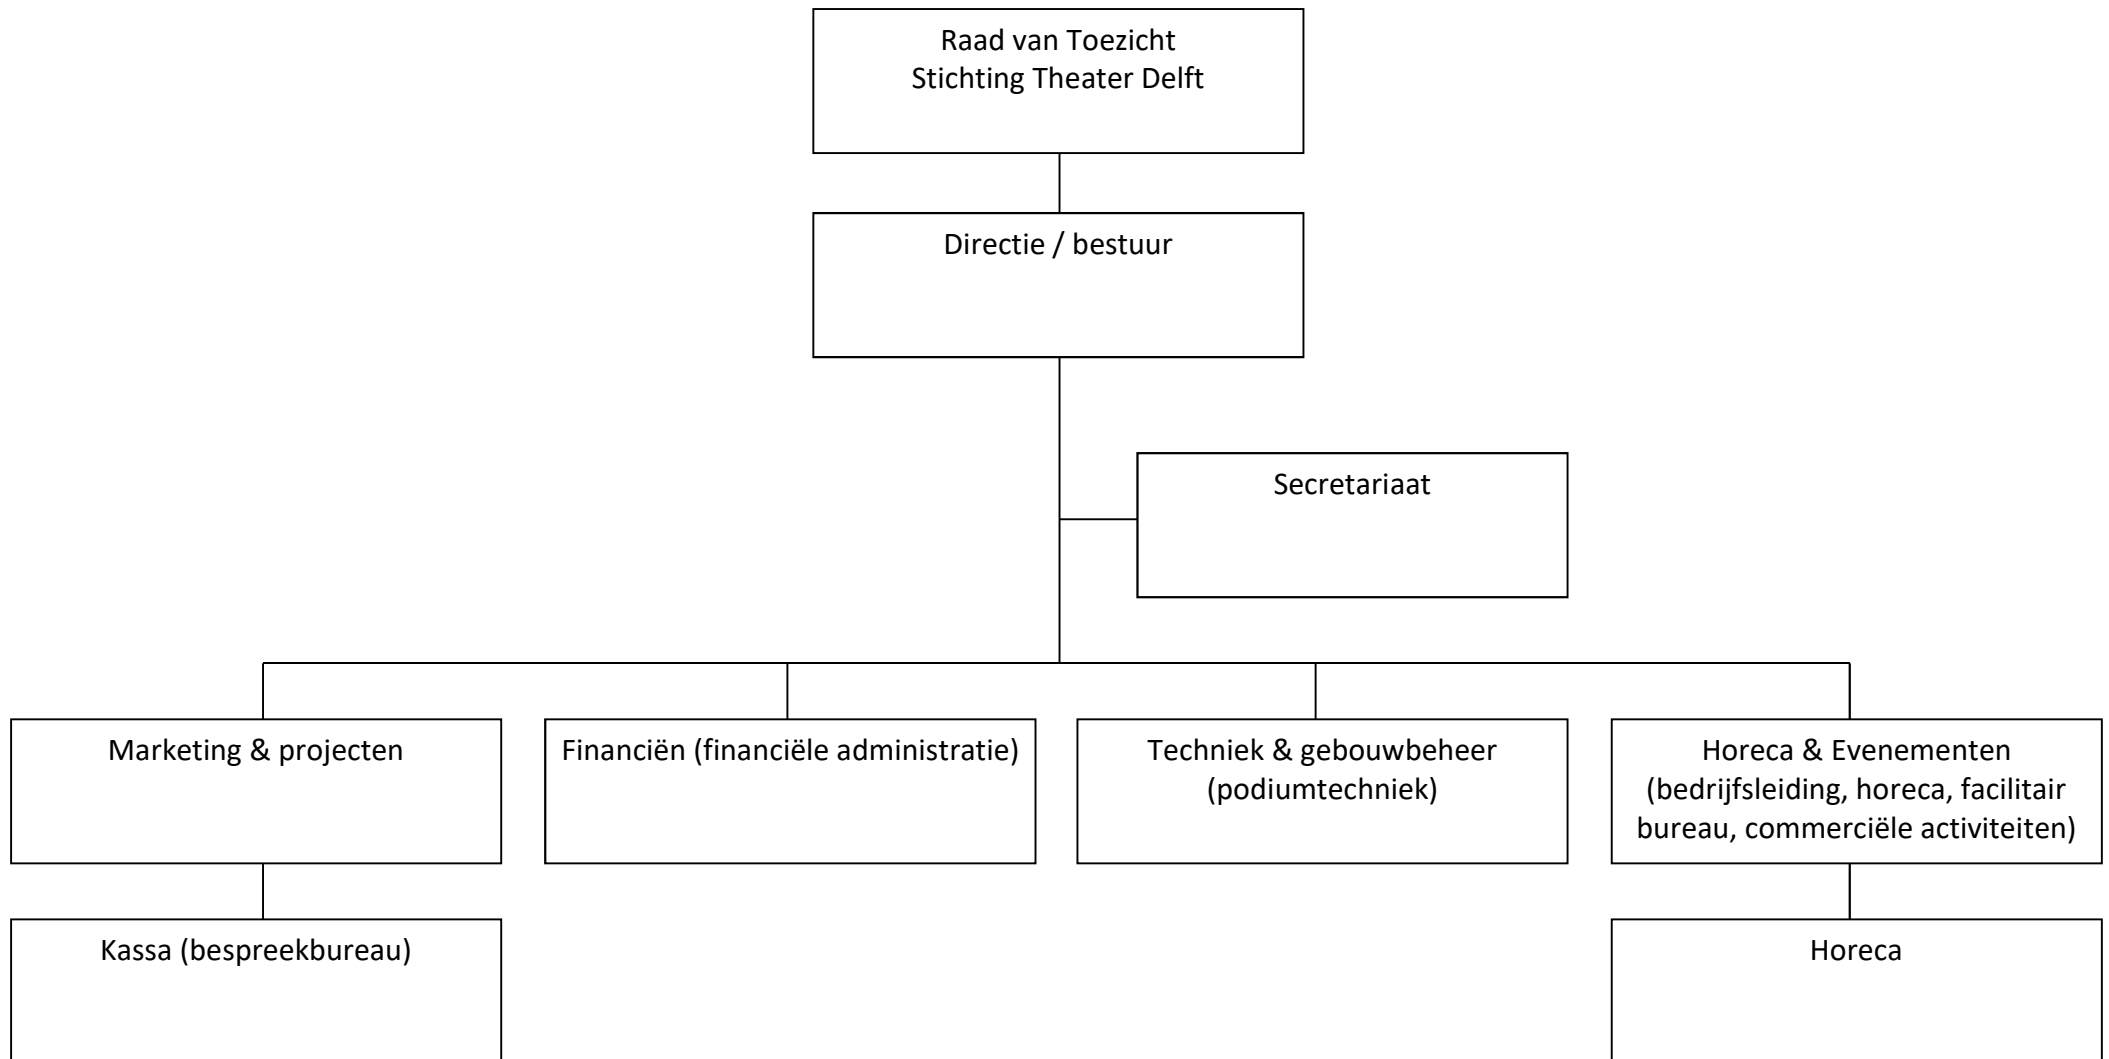 Raad van Toezicht
Stichting Theater Delft
Directie / bestuur
Secretariaat
Marketing & projecten
Financiën (financiële administratie)
Techniek & gebouwbeheer
(podiumtechniek)
Horeca & Evenementen
(bedrijfsleiding, horeca, facilitair
bureau, commerciële activiteiten)
Kassa (bespreekbureau)
Horeca